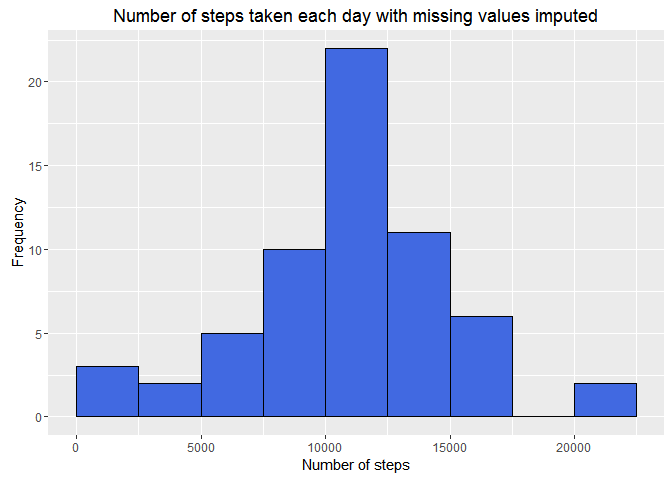 Number of steps taken each day with missing values imputed
20
15
10
5
0
Frequency
0 5000 10000 15000 20000
Number of steps